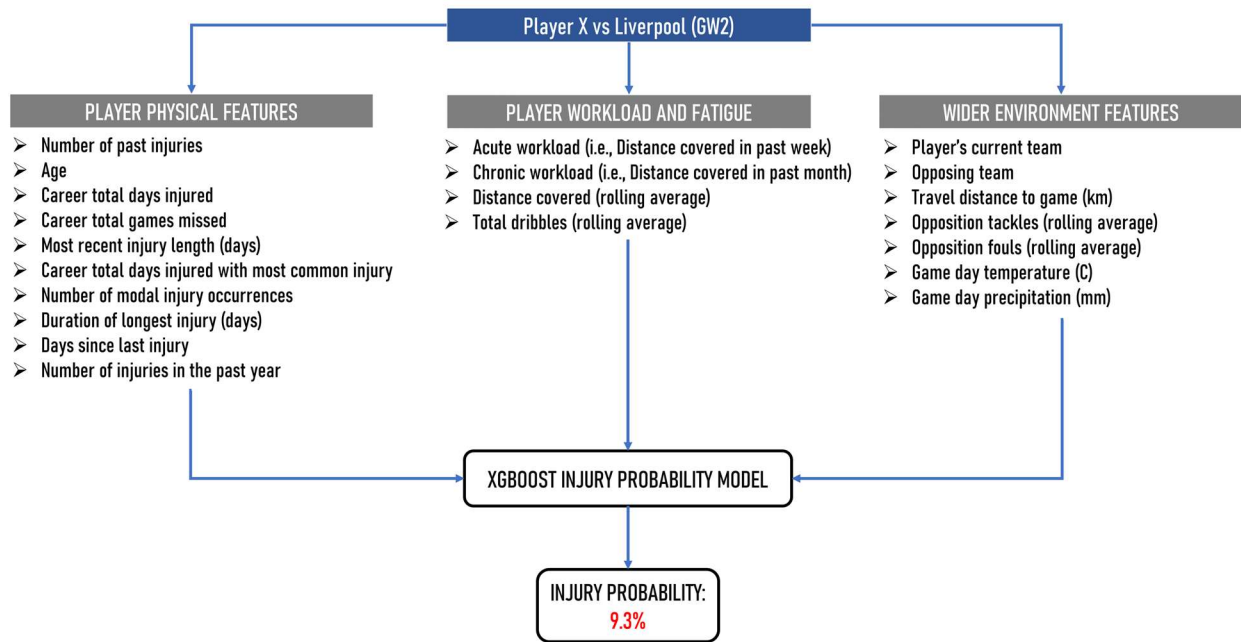 Player X vs Liverpool (GW2)
PLAYER PHYSICAL FEATURES
Number of past injuries
Age
Career total days injured
Career total games missed
Most recent injury length (days)
Career total days injured with most common injury
Number of modal injury occurrences
Duration of longest injury (days)
Days since last injury
Number of injuries in the past year
PLAYER WORKLOAD AND FATIGUE
Acute workload (i.e., Distance covered in past week)
Chronic workload (i.e., Distance covered in past month)
Distance covered (rolling average)
Total dribbles (rolling average)
WIDER ENVIRONMENT FEATURES
Player's current team
Opposing team
Travel distance to game (km)
Opposition tackles (rolling average)
Opposition fouls (rolling average)
Game day temperature (C)
Game day precipitation (mm)
XGBOOST INJURY PROBABILITY MODEL
INJURY PROBABILITY:
9.3%